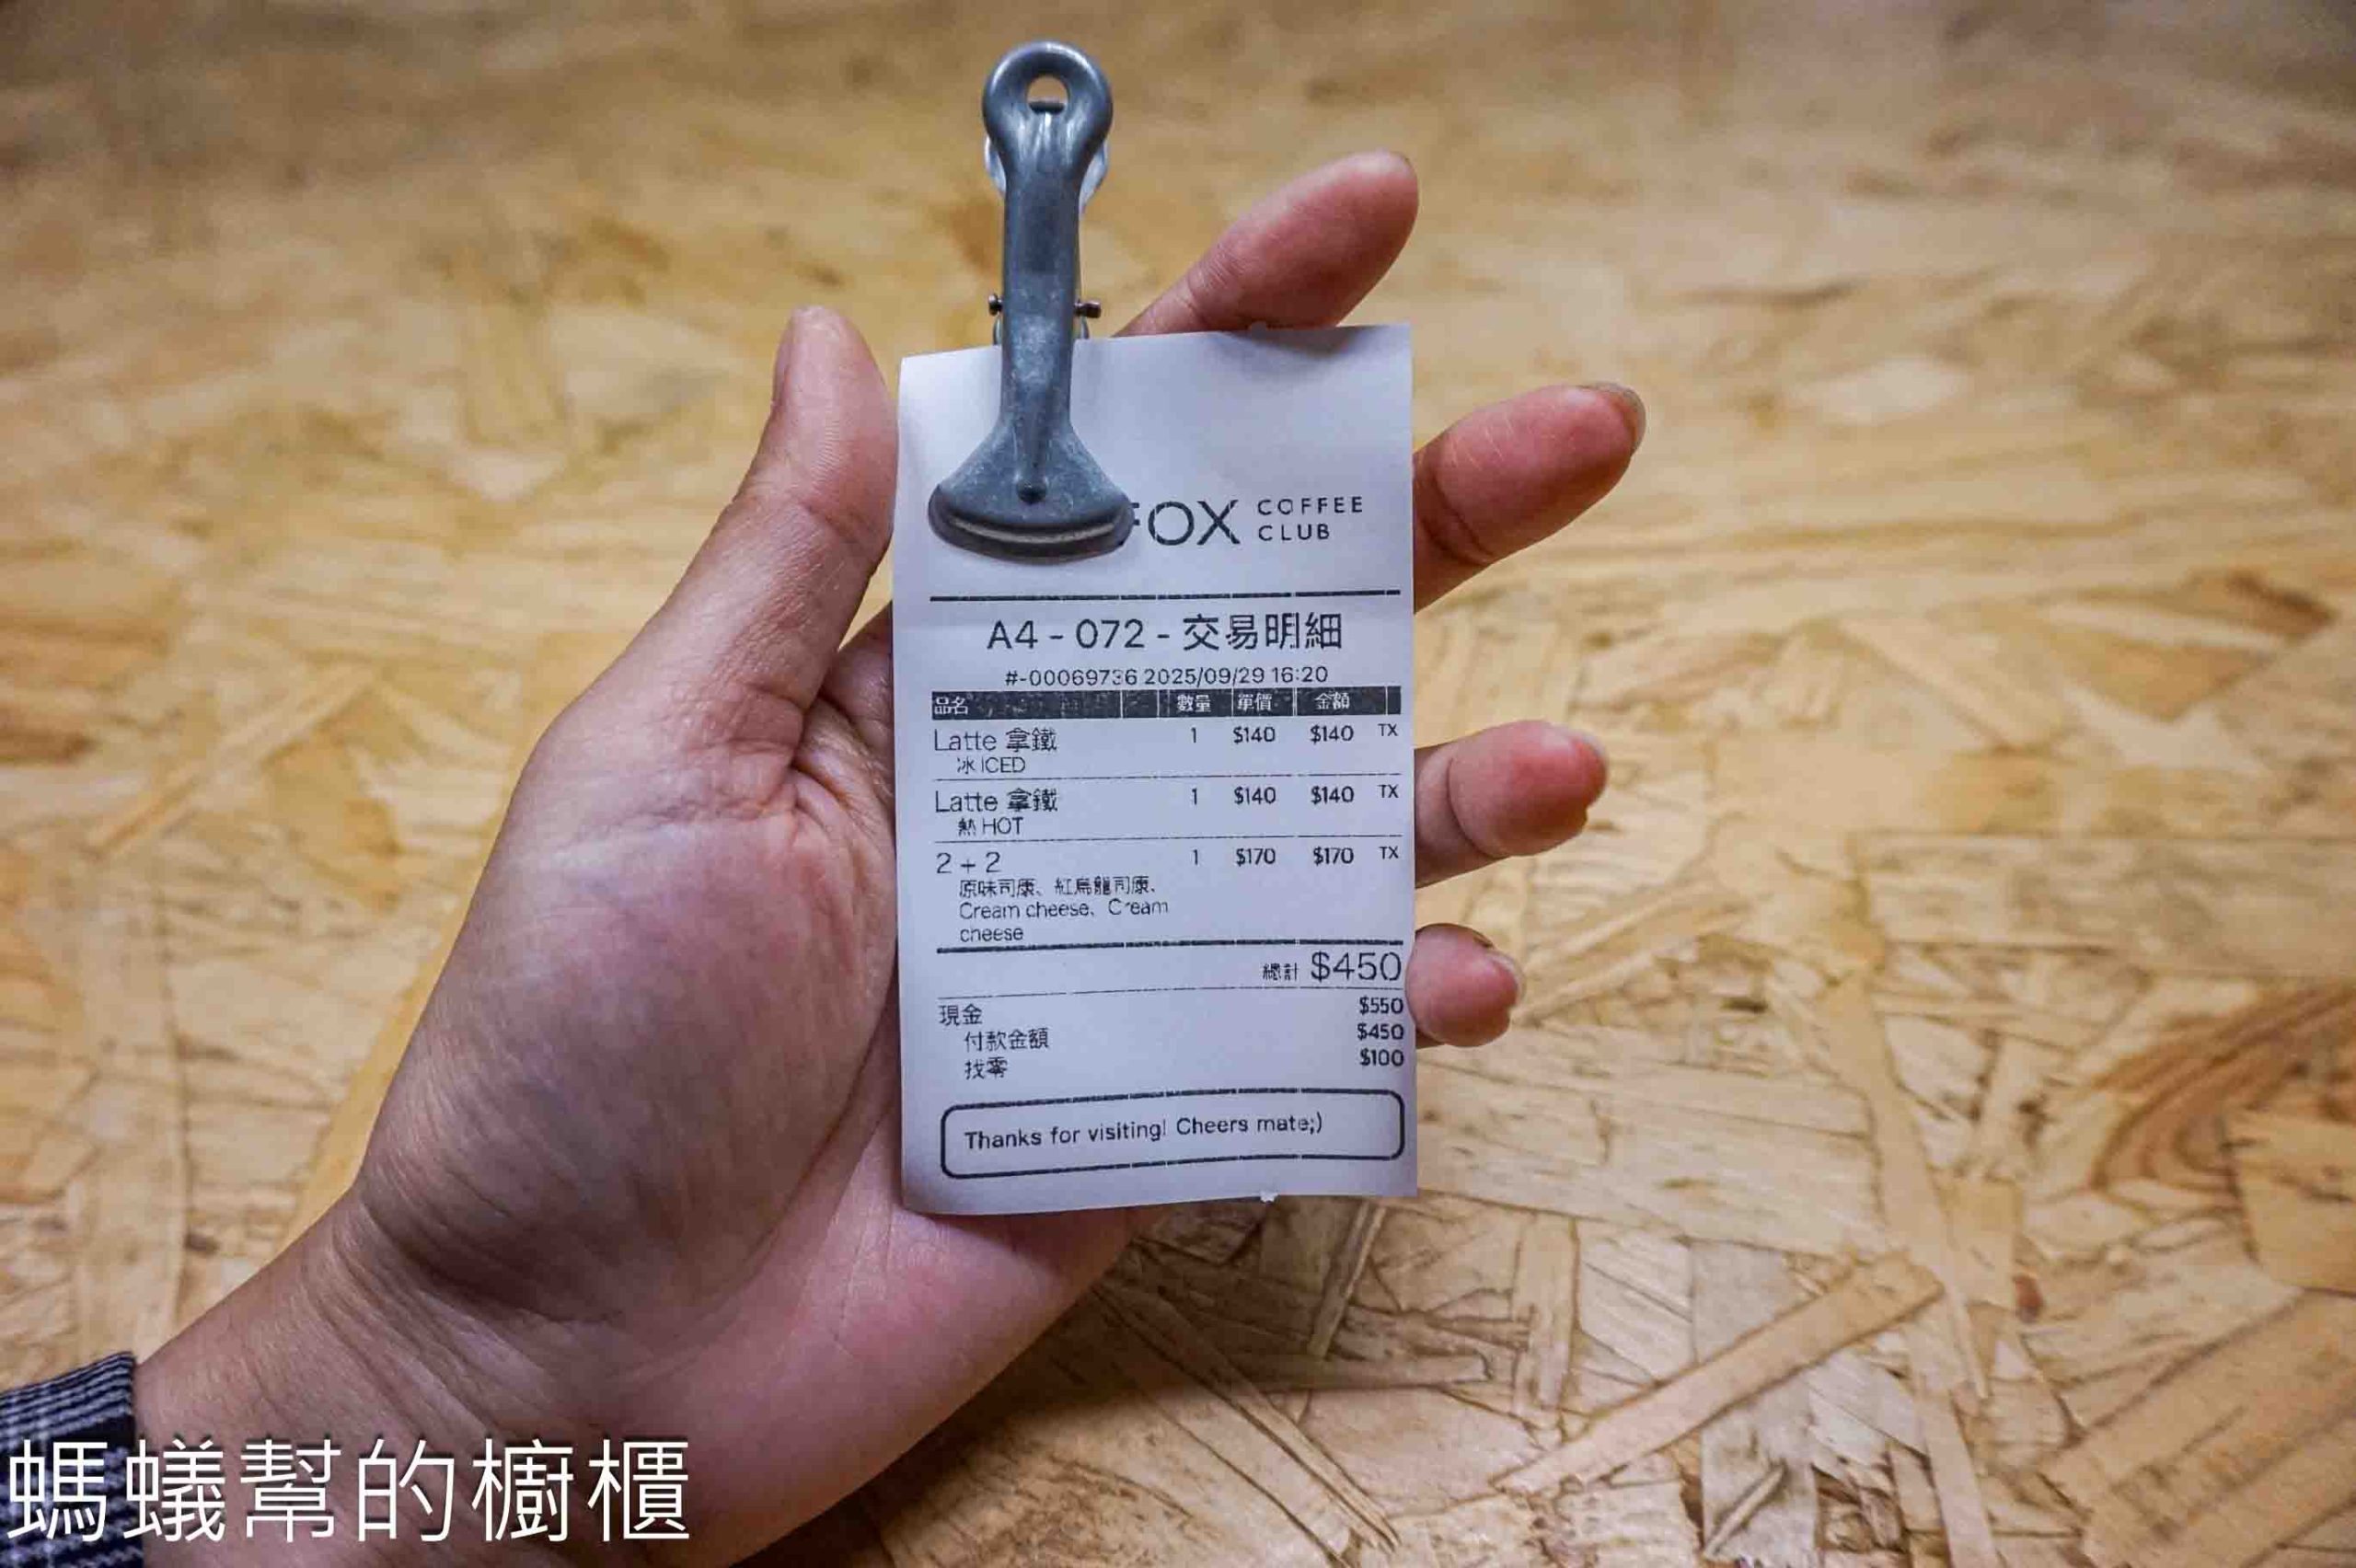 FOX COFFEE CLUB
A4 - 072 - 交易明細
#-00069736 2025/09/29 16:20
品名 數量 單價 金額
Latte 拿鐵 1 $140 $140 TX
冰 ICED
Latte 拿鐵 1 $140 $140 TX
熱 HOT
2 + 2 1 $170 $170 TX
原味司康、紅烏龍司康、
Cream cheese、Cream
cheese
總計 $450
現金 $550
付款金額 $450
找零 $100
Thanks for visiting! Cheers mate;)
螞蟻幫的櫥櫃